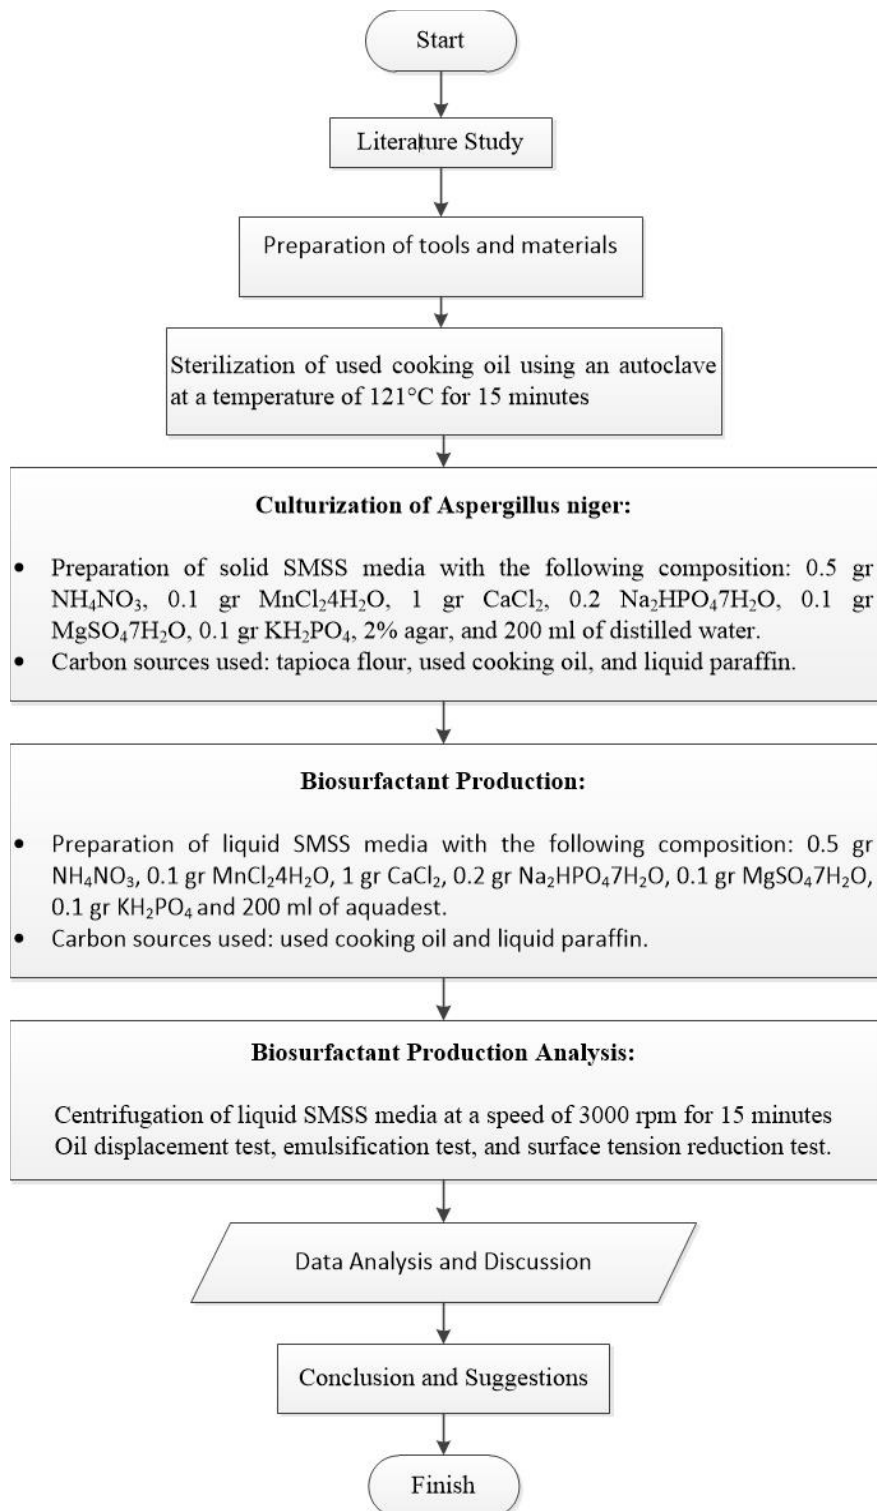 Start
Literature Study
Preparation of tools and materials
Sterilization of used cooking oil using an autoclave
at a temperature of 121°C for 15 minutes
Culturization of Aspergillus niger:
• Preparation of solid SMSS media with the following composition: 0.5 gr
NH₄NO₃, 0.1 gr MnCl₂4H₂O, 1 gr CaCl₂, 0.2 Na₂HPO₄7H₂O, 0.1 gr
MgSO₄7H₂O, 0.1 gr KH₂PO₄, 2% agar, and 200 ml of distilled water.
• Carbon sources used: tapioca flour, used cooking oil, and liquid paraffin.
Biosurfactant Production:
• Preparation of liquid SMSS media with the following composition: 0.5 gr
NH₄NO₃, 0.1 gr MnCl₂4H₂O, 1 gr CaCl₂, 0.2 gr Na₂HPO₄7H₂O, 0.1 gr MgSO₄7H₂O,
0.1 gr KH₂PO₄ and 200 ml of aquadest.
• Carbon sources used: used cooking oil and liquid paraffin.
Biosurfactant Production Analysis:
Centrifugation of liquid SMSS media at a speed of 3000 rpm for 15 minutes
Oil displacement test, emulsification test, and surface tension reduction test.
Data Analysis and Discussion
Conclusion and Suggestions
Finish